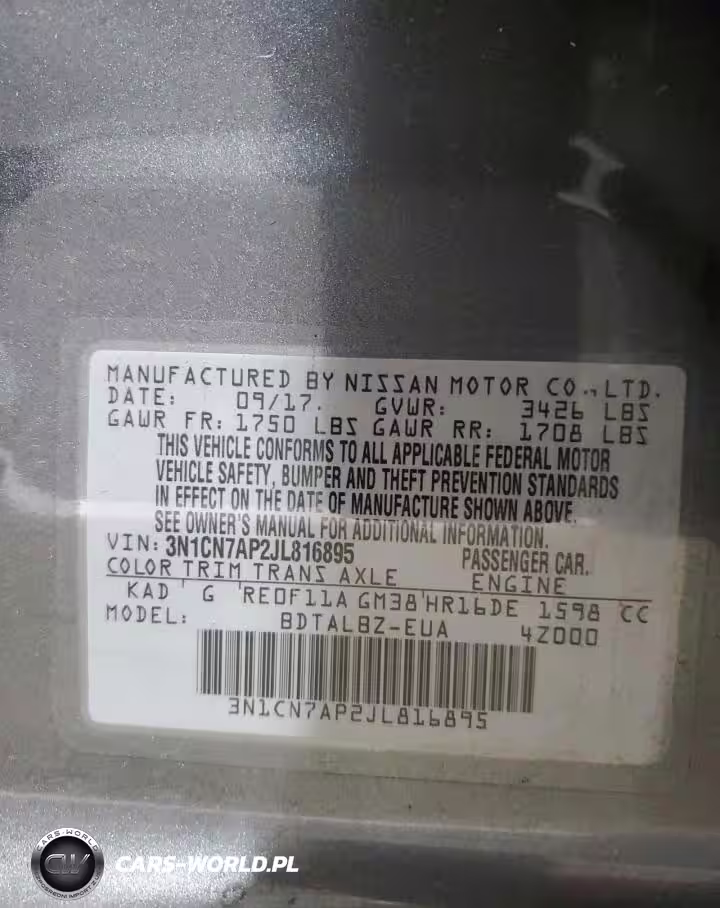 MANUFACTURED BY NISSAN MOTOR CO., LTD.
DATE: 09/17. GVWR: 3426 LBS
GAWR FR: 1750 LBS GAWR RR: 1708 LBS
THIS VEHICLE CONFORMS TO ALL APPLICABLE FEDERAL MOTOR
VEHICLE SAFETY, BUMPER AND THEFT PREVENTION STANDARDS
IN EFFECT ON THE DATE OF MANUFACTURE SHOWN ABOVE.
SEE OWNER'S MANUAL FOR ADDITIONAL INFORMATION.
VIN: 3N1CN7AP2JL816895 PASSENGER CAR.
COLOR TRIM TRANS AXLE ENGINE
KAD ' G 'RE0F11A GM38'HR16DE 1598 CC
MODEL: BDTALBZ-EUA 4Z000
3N1CN7AP2JL816895
CARS-WORLD
CW
CARS-WORLD.PL